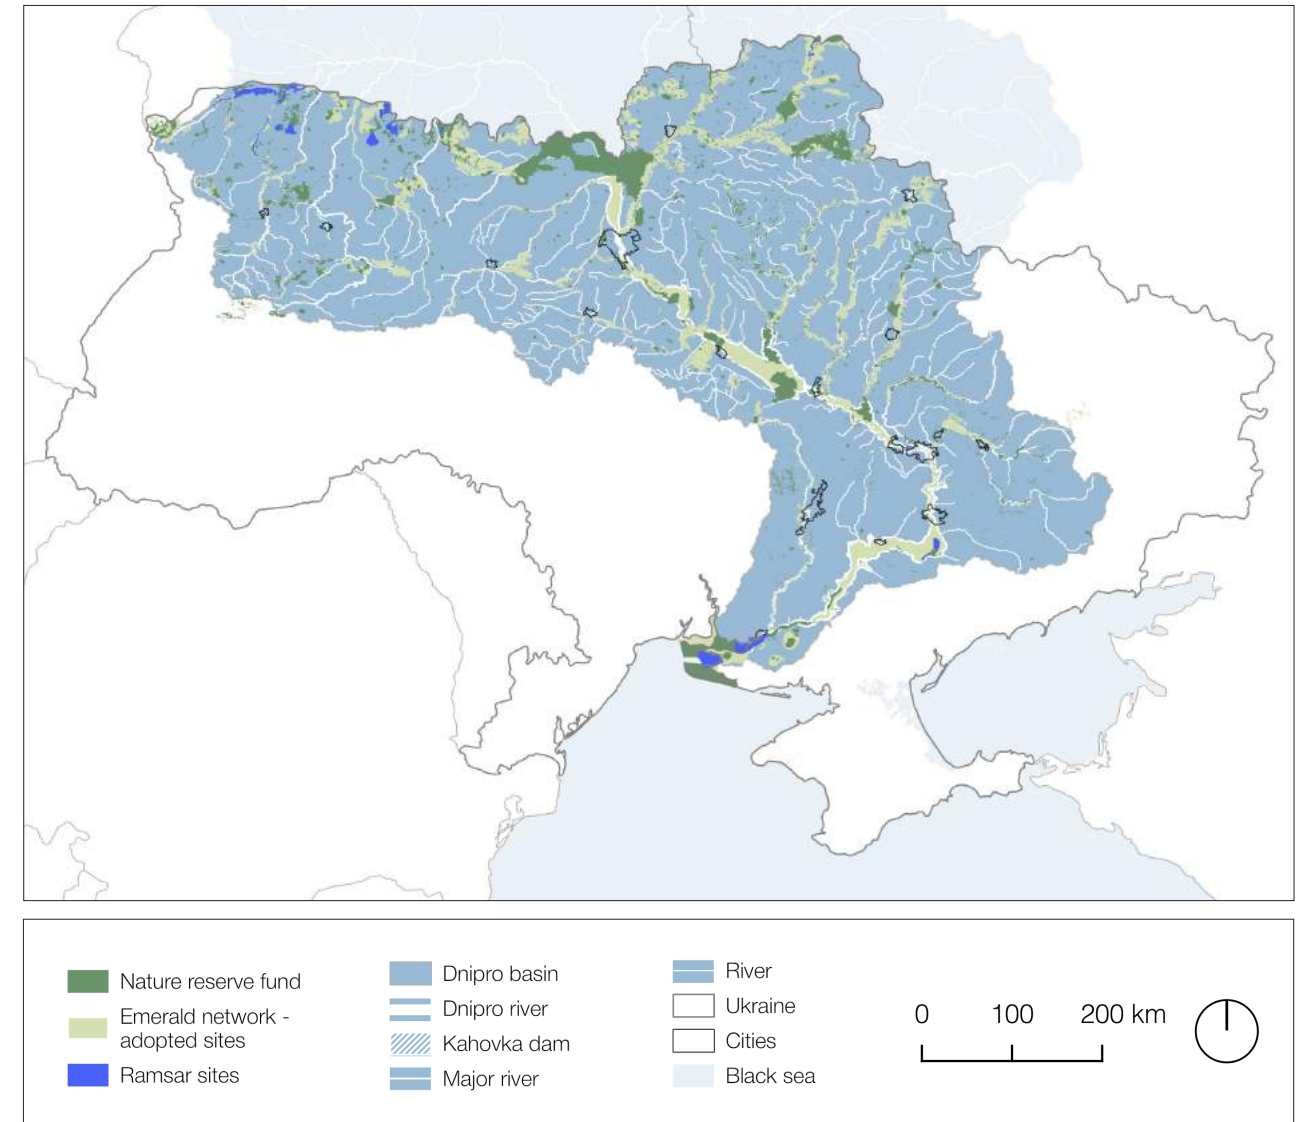 Nature reserve fund
Emerald network -
adopted sites
Ramsar sites
Dnipro basin
Dnipro river
Kahovka dam
Major river
River
Ukraine
Cities
Black sea
0 100 200 km